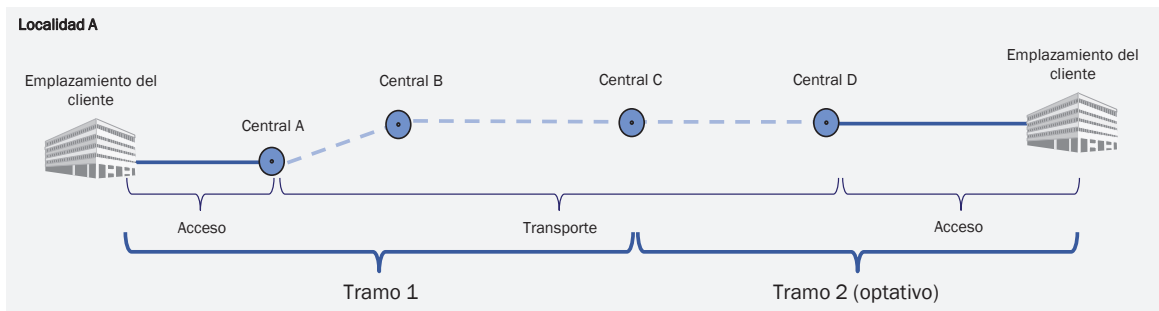 Localidad A
Emplazamiento del
cliente
Central A
Central B
Central C
Central D
Emplazamiento del
cliente
Acceso
Transporte
Acceso
Tramo 1
Tramo 2 (optativo)